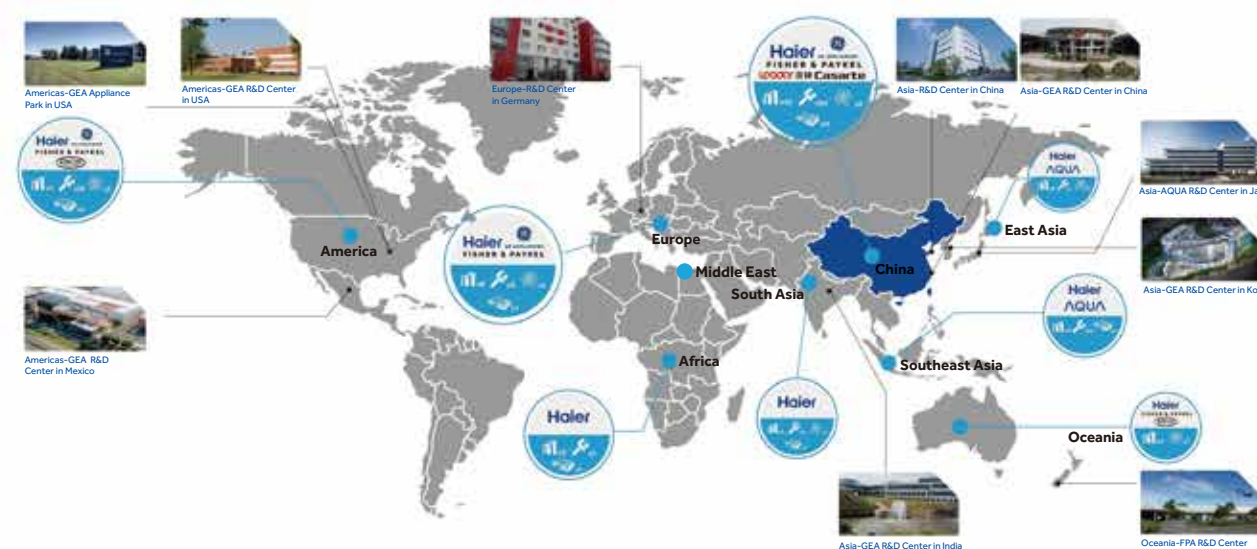 Americas-GEA Appliance
Park in USA
Americas-GEA R&D Center
in USA
Europe-R&D Center
in Germany
Haier
FISHER & PAYKEL
Casarte
Asia-R&D Center in China
Asia-GEA R&D Center in China
Haier
FISHER & PAYKEL
Haier
AQUA
Asia-AQUA R&D Center in Ja
Haier
FISHER & PAYKEL
America
Europe
East Asia
China
Middle East
South Asia
Asia-GEA R&D Center in Ko
Haier
AQUA
Americas-GEA R&D
Center in Mexico
Africa
Southeast Asia
Haier
Haier
Haier
FISHER & PAYKEL
Oceania
Asia-GEA R&D Center in India
Oceania-FPA R&D Center